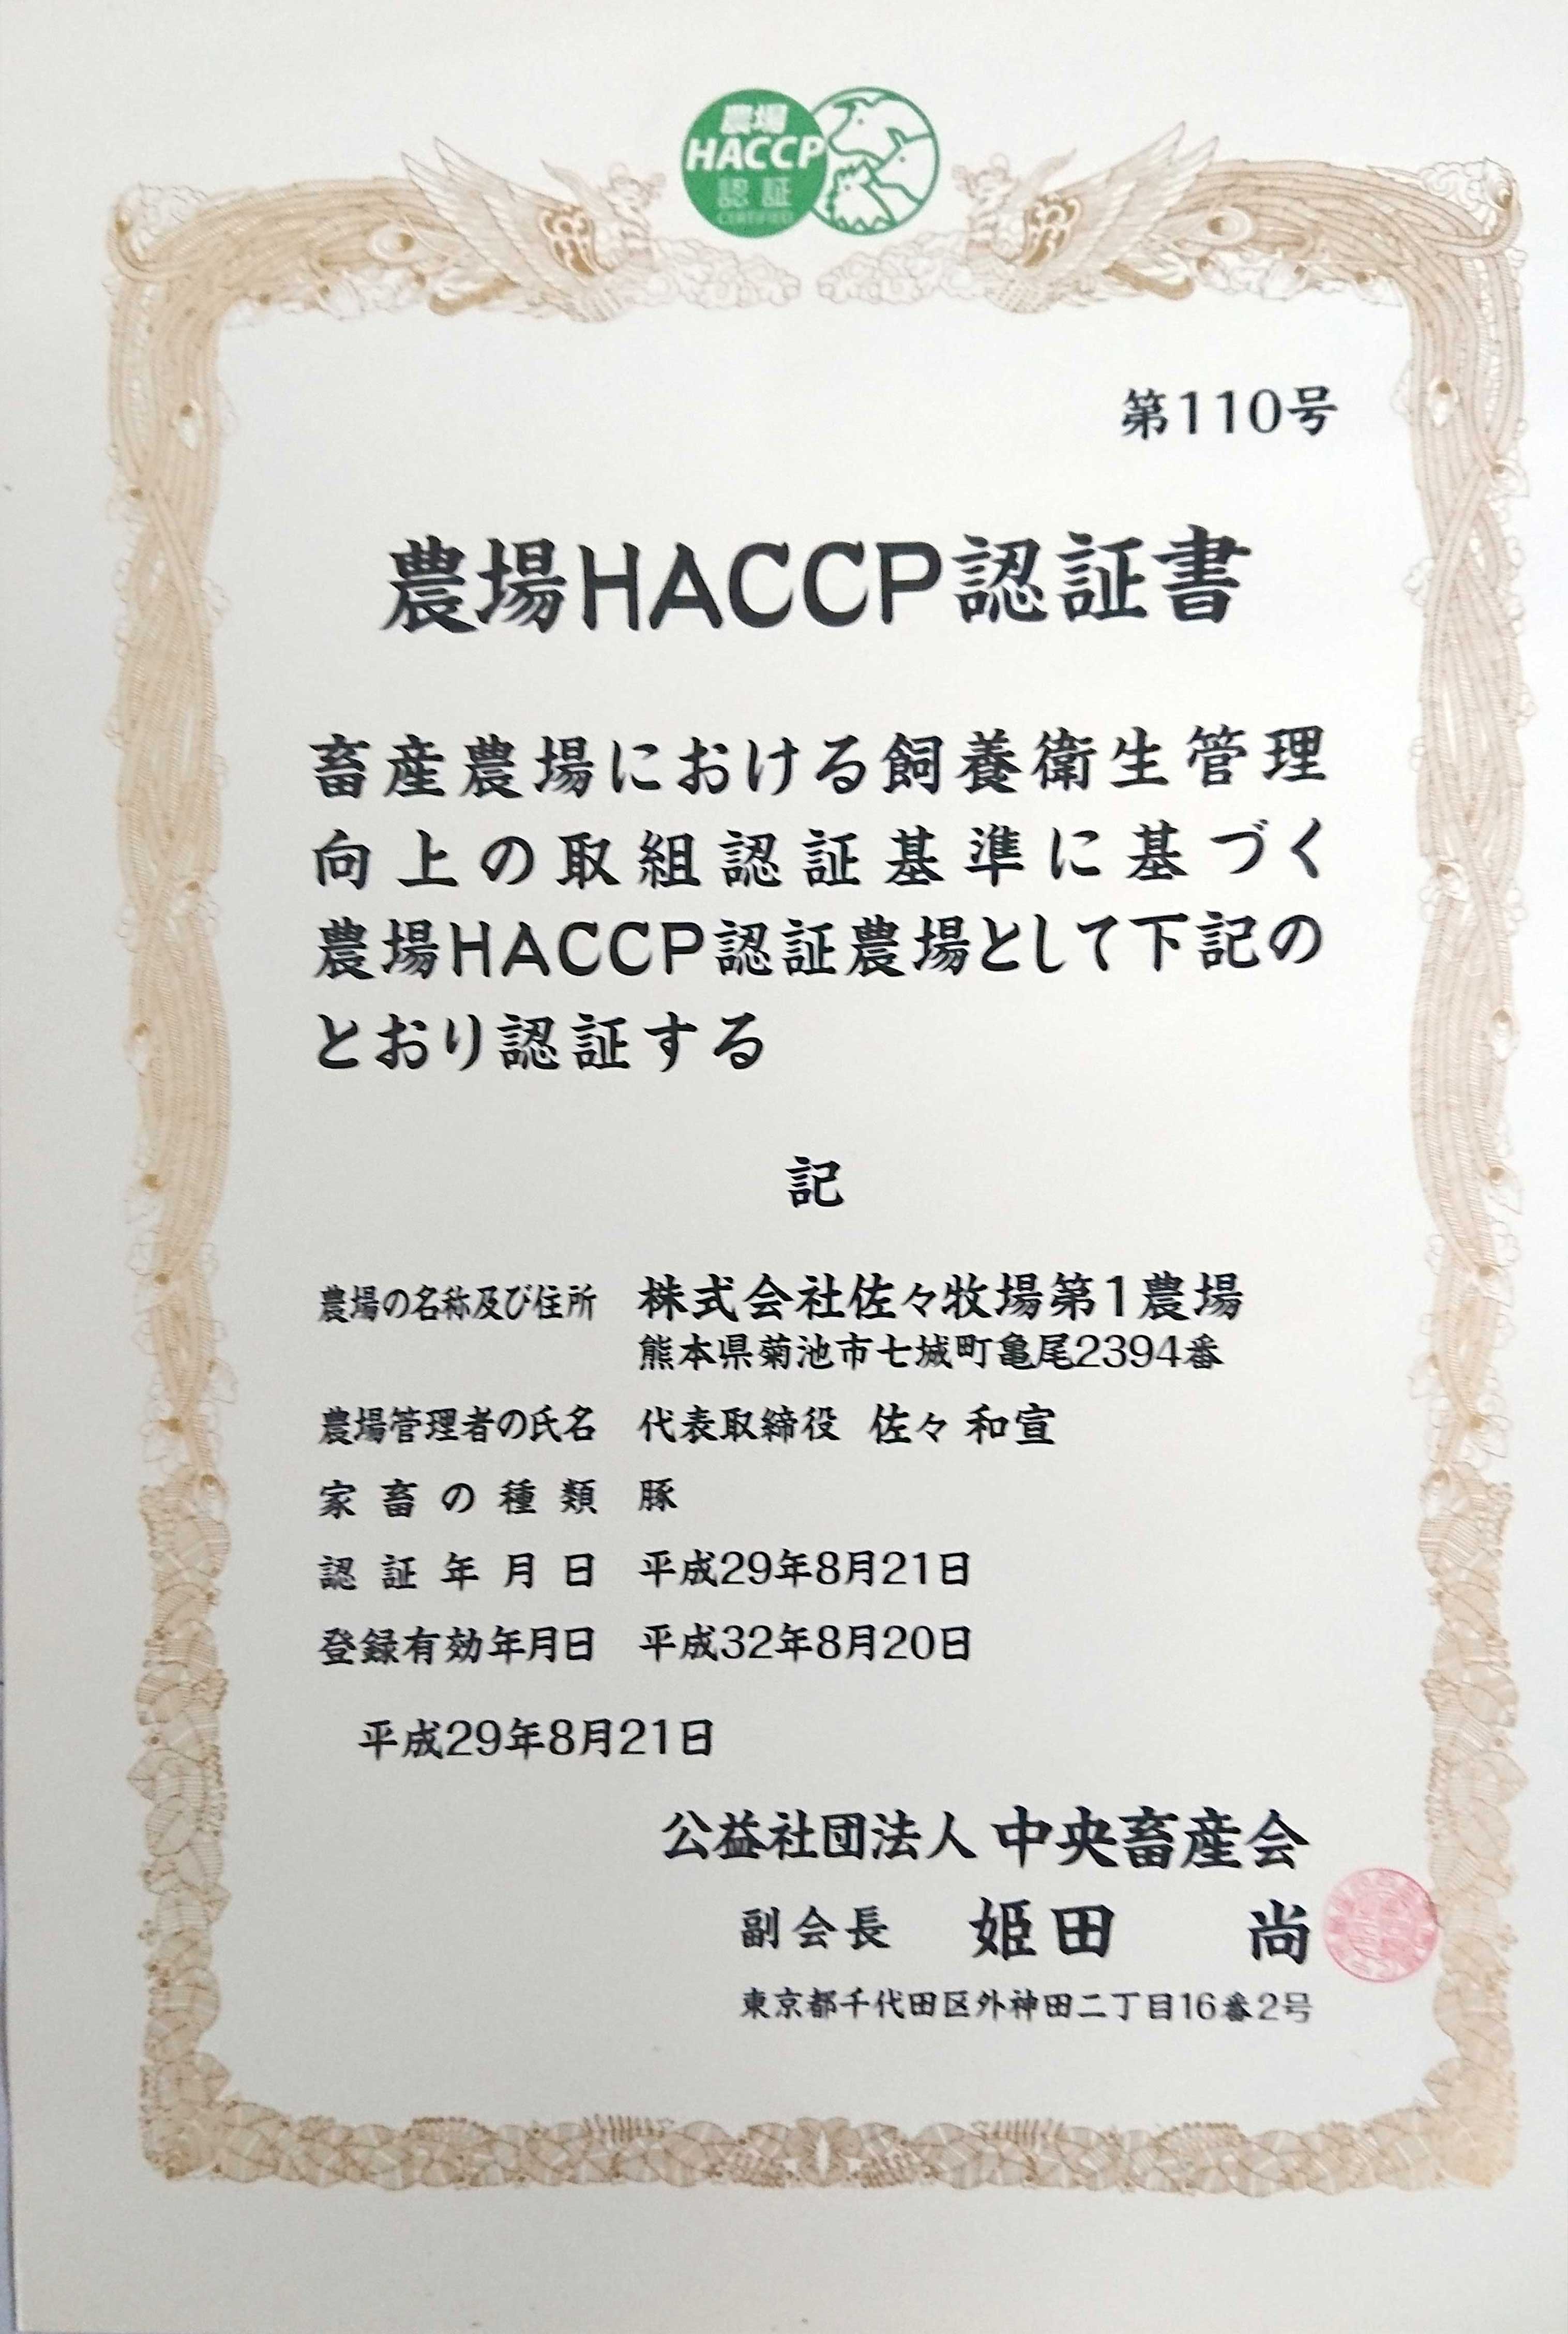 農場
HACCP
認証
CERTIFIED
第110号
農場HACCP認証書
畜産農場における飼養衛生管理
向上の取組認証基準に基づく
農場HACCP認証農場として下記の
とおり認証する
記
農場の名称及び住所 株式会社佐々牧場第1農場
熊本県菊池市七城町亀尾2394番
農場管理者の氏名 代表取締役 佐々 和宣
家畜の種類 豚
認証年月日 平成29年8月21日
登録有効年月日 平成32年8月20日
平成29年8月21日
公益社団法人 中央畜産会
副会長 姫田 尚
東京都千代田区外神田二丁目16番2号